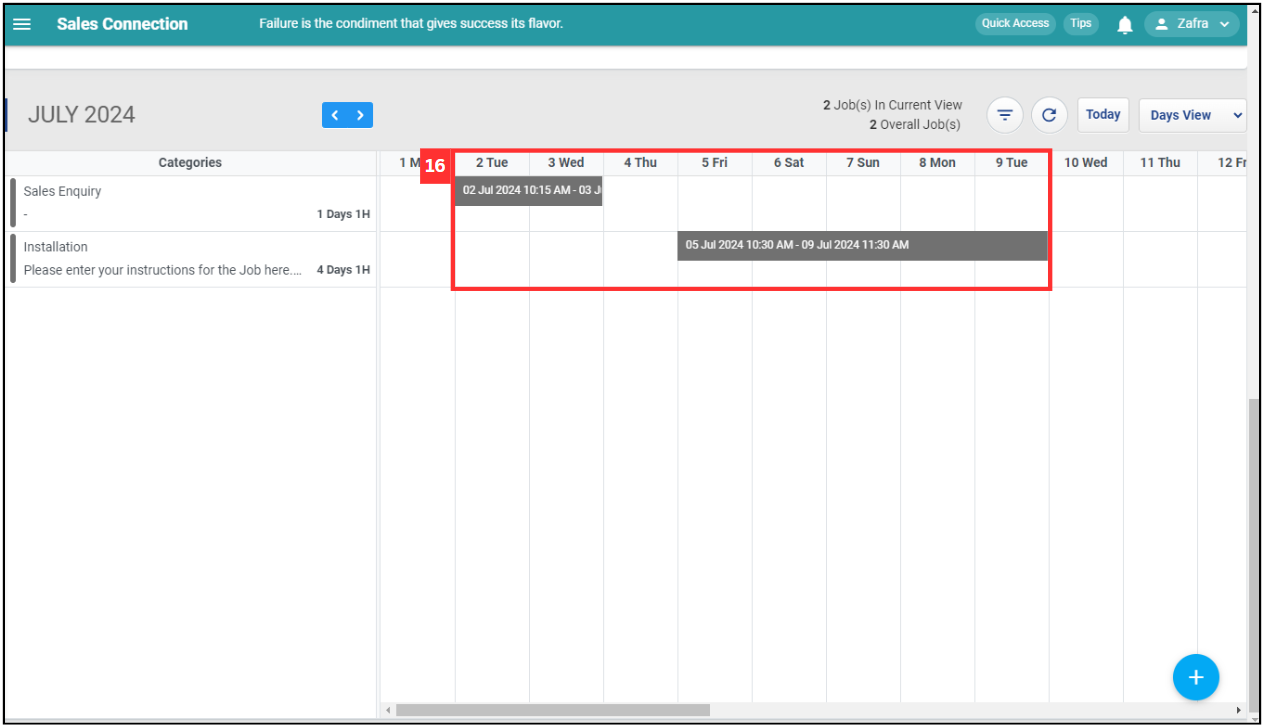 Sales Connection
Failure is the condiment that gives success its flavor.
Quick Access
Tips
Zafra
JULY 2024
2 Job(s) In Current View
2 Overall Job(s)
Today
Days View
Categories
1 M
16
2 Tue
3 Wed
4 Thu
5 Fri
6 Sat
7 Sun
8 Mon
9 Tue
10 Wed
11 Thu
12 Fr
Sales Enquiry
-
1 Days 1H
02 Jul 2024 10:15 AM - 03 J
Installation
Please enter your instructions for the Job here....
4 Days 1H
05 Jul 2024 10:30 AM - 09 Jul 2024 11:30 AM